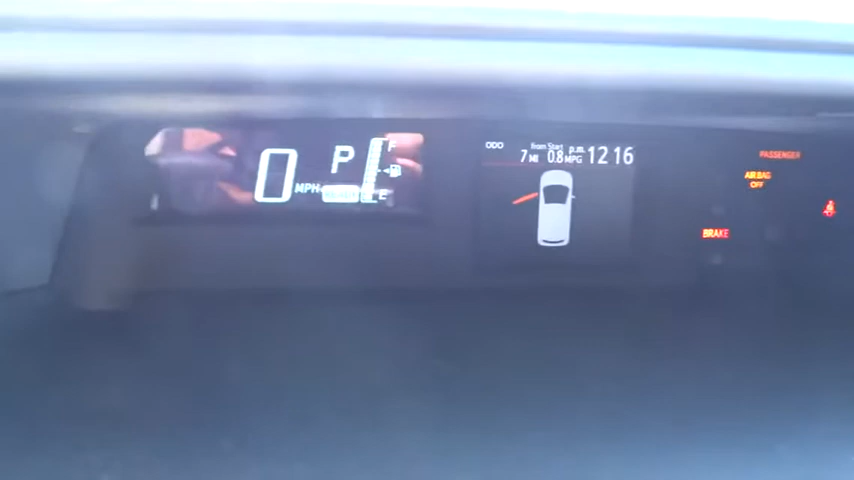 0 MPH
P
F
E
ODO 7 MI
from Start 0.8 MPG
p.m. 12 16
PASSENGER
AIR BAG
OFF
BRAKE